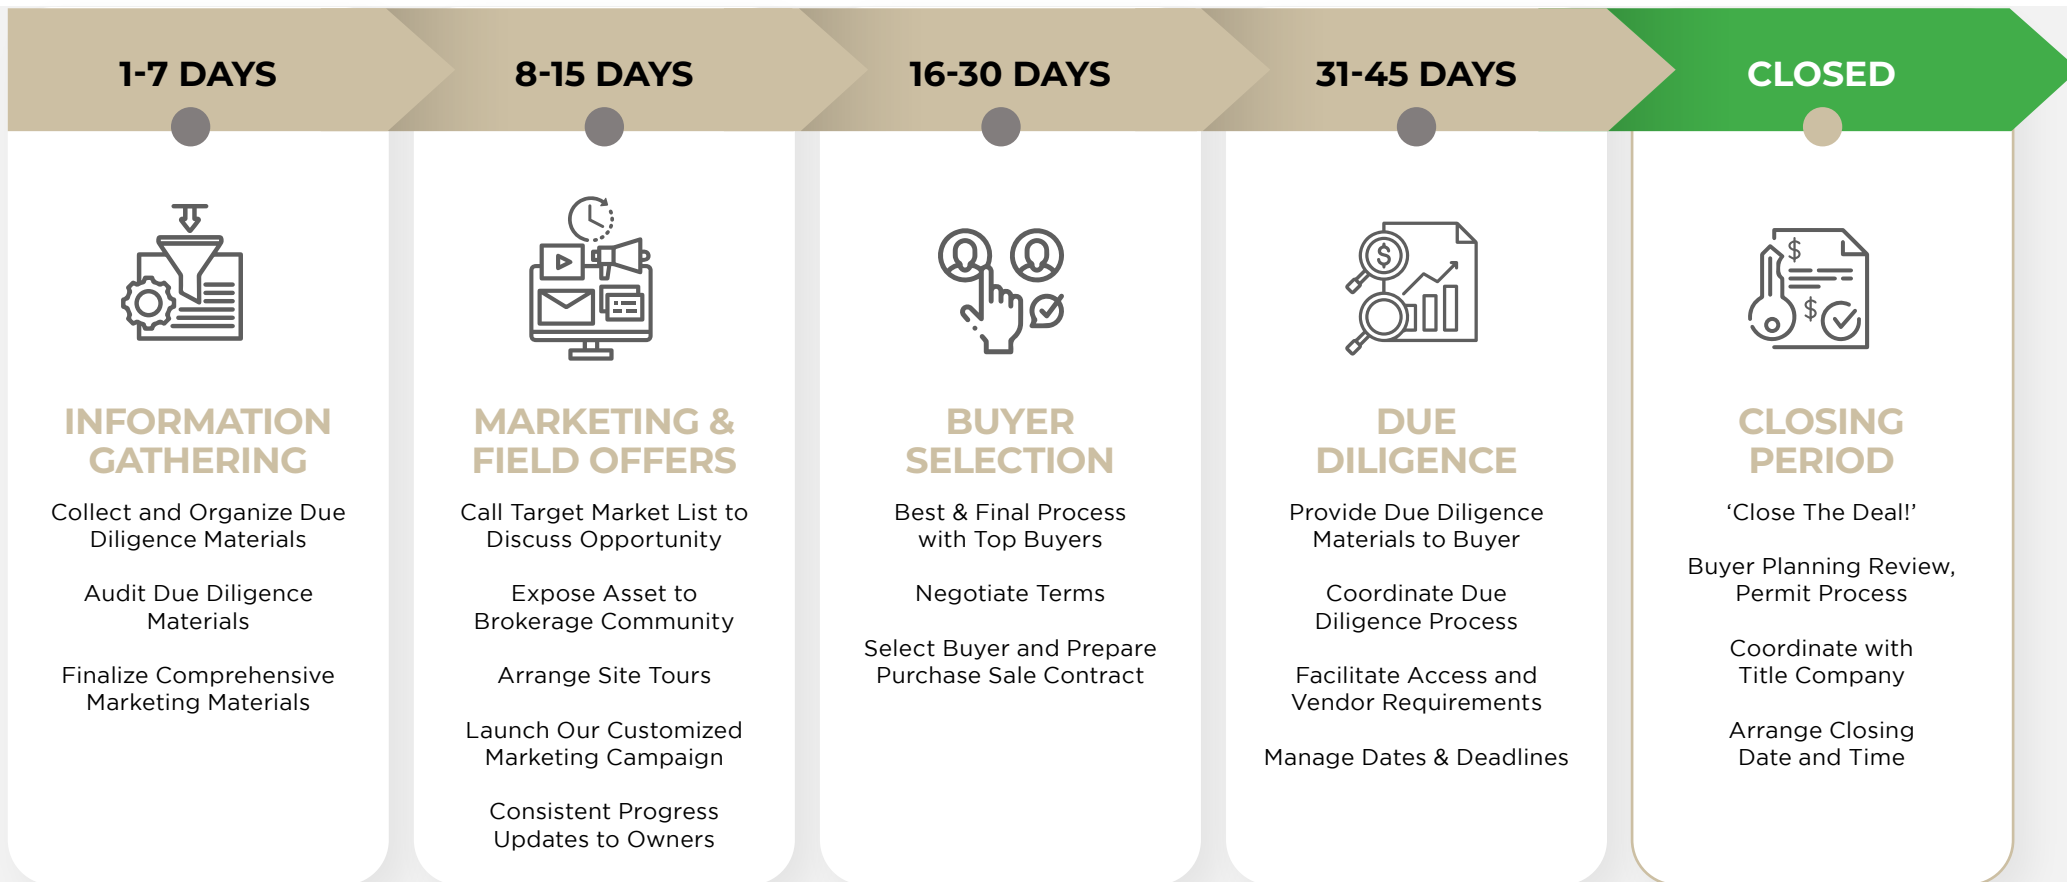 1-7 DAYS
INFORMATION
GATHERING
Collect and Organize Due
Diligence Materials
Audit Due Diligence
Materials
Finalize Comprehensive
Marketing Materials
8-15 DAYS
MARKETING &
FIELD OFFERS
Call Target Market List to
Discuss Opportunity
Expose Asset to
Brokerage Community
Arrange Site Tours
Launch Our Customized
Marketing Campaign
Consistent Progress
Updates to Owners
16-30 DAYS
BUYER
SELECTION
Best & Final Process
with Top Buyers
Negotiate Terms
Select Buyer and Prepare
Purchase Sale Contract
31-45 DAYS
DUE
DILIGENCE
Provide Due Diligence
Materials to Buyer
Coordinate Due
Diligence Process
Facilitate Access and
Vendor Requirements
Manage Dates & Deadlines
CLOSED
CLOSING
PERIOD
‘Close The Deal!’
Buyer Planning Review,
Permit Process
Coordinate with
Title Company
Arrange Closing
Date and Time